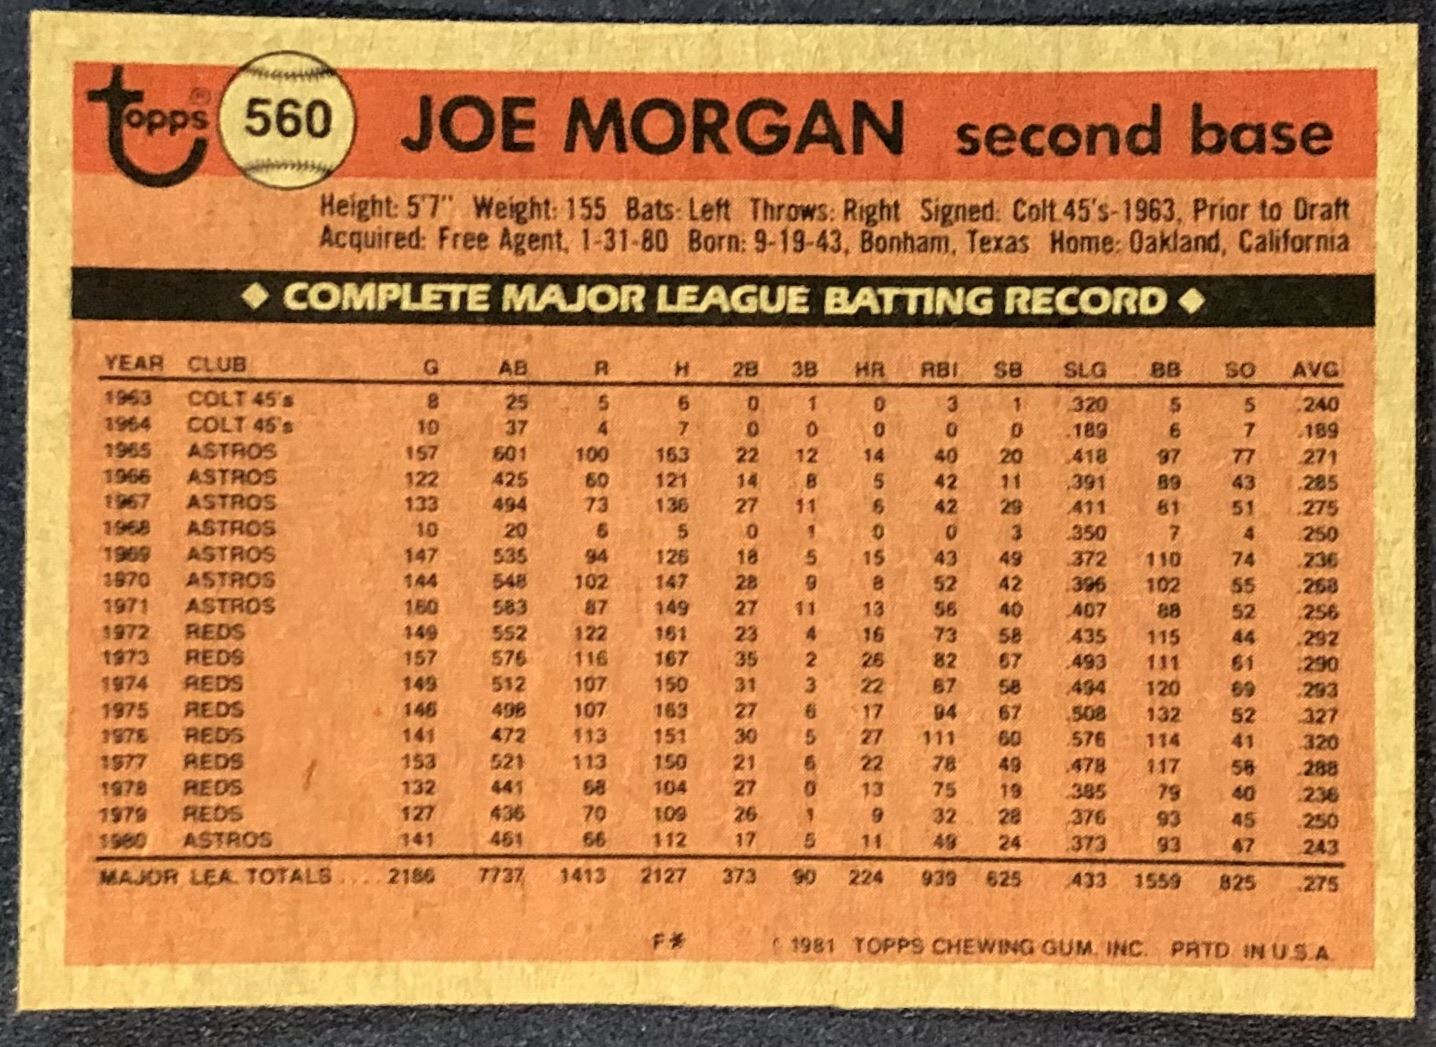 topps® 560 JOE MORGAN second base
Height: 5'7" Weight: 155 Bats: Left Throws: Right Signed: Colt 45's-1963, Prior to Draft
Acquired: Free Agent, 1-31-80 Born: 9-19-43, Bonham, Texas Home: Oakland, California
◆ COMPLETE MAJOR LEAGUE BATTING RECORD ◆
YEAR CLUB G AB R H 2B 3B HR RBI SB SLG BB SO AVG
1963 COLT 45's 8 25 5 6 0 1 0 3 1 .320 5 5 .240
1964 COLT 45's 10 37 4 7 0 0 0 0 0 .189 6 7 .189
1965 ASTROS 157 601 100 163 22 12 14 40 20 .418 97 77 .271
1966 ASTROS 122 425 60 121 14 8 5 42 11 .391 89 43 .285
1967 ASTROS 133 494 73 136 27 11 6 42 29 .411 81 51 .275
1968 ASTROS 10 20 6 5 0 1 0 0 3 .350 7 4 .250
1969 ASTROS 147 535 94 126 18 5 15 43 49 .372 110 74 .236
1970 ASTROS 144 548 102 147 28 9 8 52 42 .396 102 55 .268
1971 ASTROS 160 583 87 149 27 11 13 56 40 .407 88 52 .256
1972 REDS 149 552 122 161 23 4 16 73 58 .435 115 44 .292
1973 REDS 157 576 116 167 35 2 26 82 67 .493 111 61 .290
1974 REDS 149 512 107 150 31 3 22 67 58 .494 120 69 .293
1975 REDS 146 498 107 163 27 6 17 94 67 .508 132 52 .327
1976 REDS 141 472 113 151 30 5 27 111 60 .576 114 41 .320
1977 REDS 153 521 113 150 21 6 22 78 49 .478 117 58 .288
1978 REDS 132 441 68 104 27 0 13 75 19 .385 79 40 .236
1979 REDS 127 436 70 109 26 1 9 32 28 .376 93 45 .250
1980 ASTROS 141 461 66 112 17 5 11 49 24 .373 93 47 .243
MAJOR LEA. TOTALS .... 2186 7737 1413 2127 373 90 224 939 625 .433 1559 825 .275
F* © 1981 TOPPS CHEWING GUM, INC. PRTD. IN U.S.A.